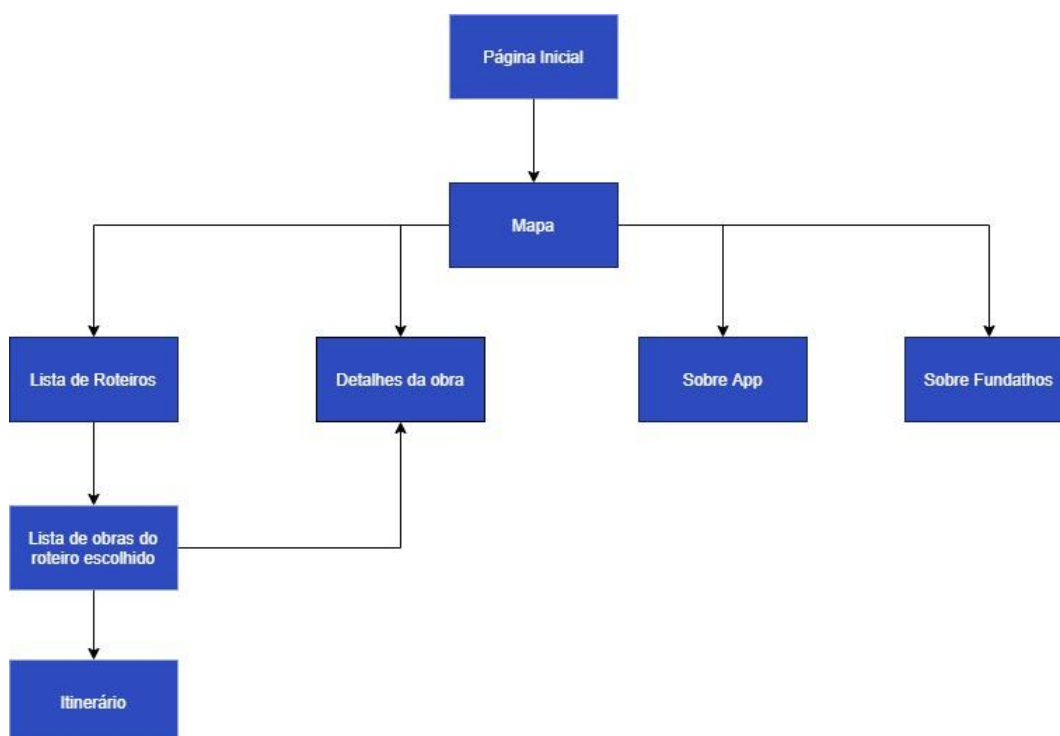 Página Inicial
Mapa
Lista de Roteiros
Detalhes da obra
Sobre App
Sobre Fundathos
Lista de obras do
roteiro escolhido
Itinerário